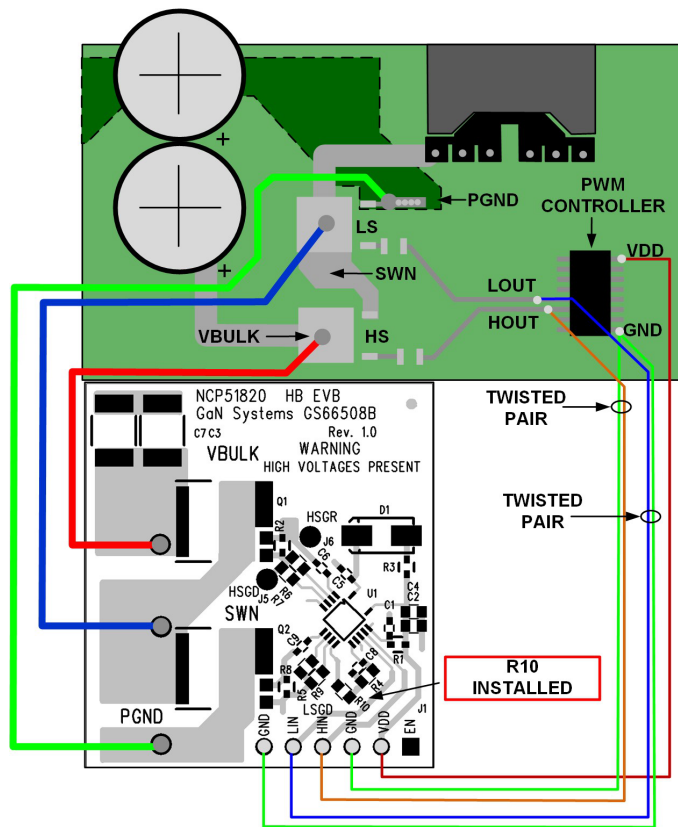 +
+
PGND
PWM
CONTROLLER
VDD
LS
SWN
LOUT
HOUT
GND
VBULK
HS
NCP51820 HB EVB
GaN Systems GS66508B
Rev. 1.0
WARNING
HIGH VOLTAGES PRESENT
C7 C3
VBULK
TWISTED
PAIR
TWISTED
PAIR
Q1
R2
HSGR
J6
D1
C6
C5
R3
C4
C2
HSGD
J5
R6
R7
U1
SWN
C1
R1
Q2
C9
C8
R8
R5
R9
R4
R10
LSGD
R10
INSTALLED
PGND
GND
LIN
HIN
GND
VDD
J1
EN